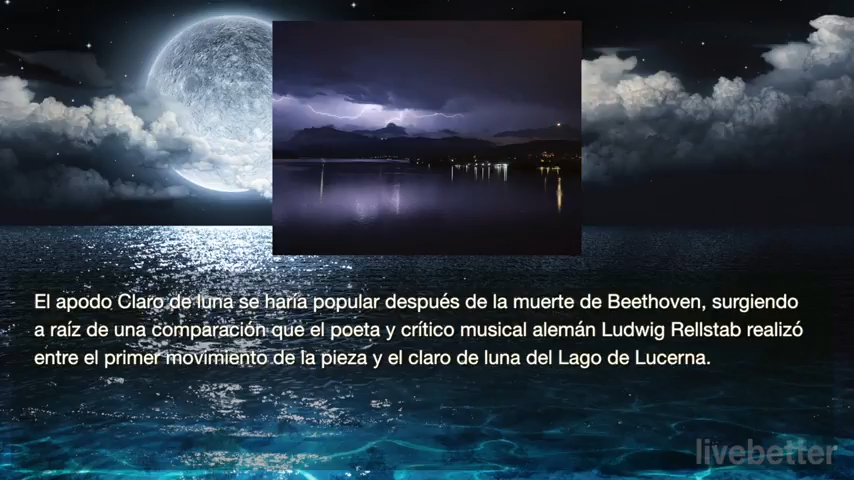 El apodo Claro de luna se haría popular después de la muerte de Beethoven, surgiendo
a raíz de una comparación que el poeta y crítico musical alemán Ludwig Rellstab realizó
entre el primer movimiento de la pieza y el claro de luna del Lago de Lucerna.
livebetter